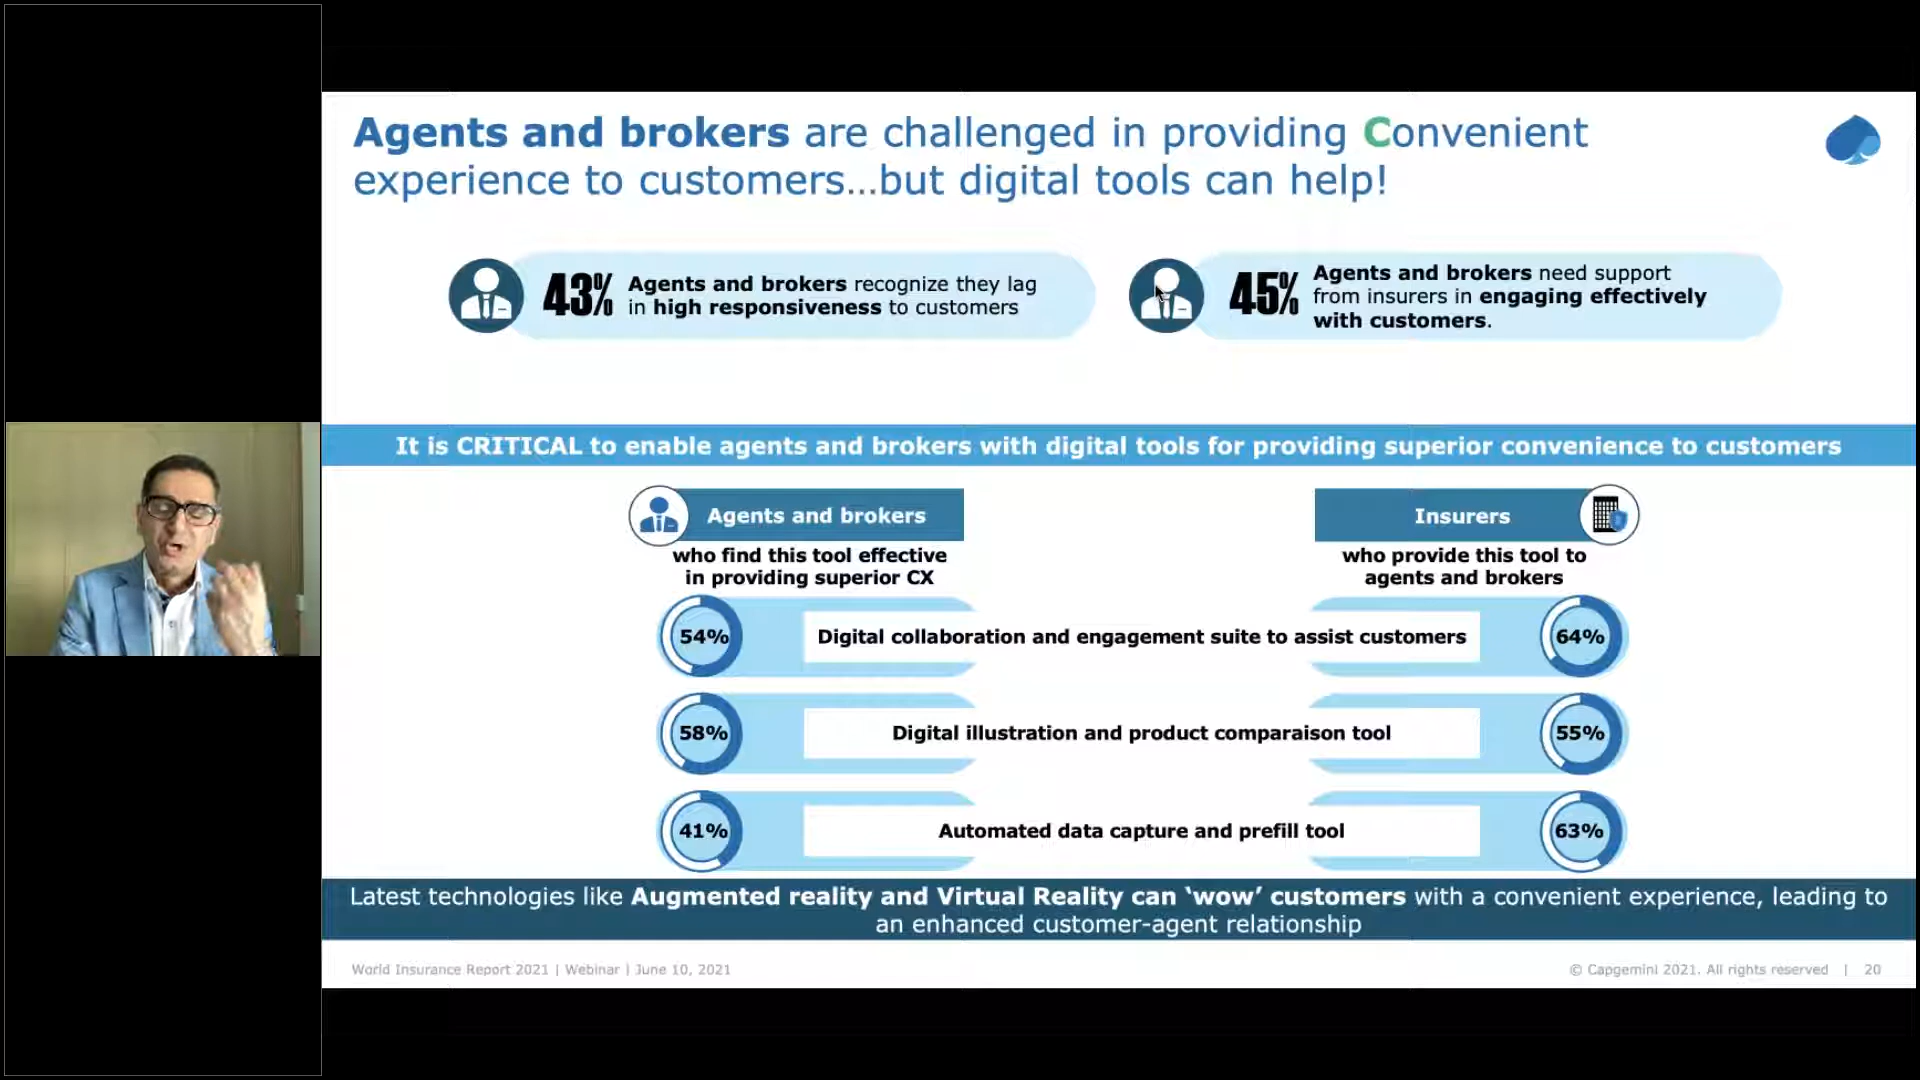 Agents and brokers are challenged in providing Convenient
experience to customers...but digital tools can help!
43%
Agents and brokers recognize they lag
in high responsiveness to customers
45%
Agents and brokers need support
from insurers in engaging effectively
with customers.
It is CRITICAL to enable agents and brokers with digital tools for providing superior convenience to customers
Agents and brokers
who find this tool effective
in providing superior CX
Insurers
who provide this tool to
agents and brokers
54% Digital collaboration and engagement suite to assist customers 64%
58% Digital illustration and product comparaison tool 55%
41% Automated data capture and prefill tool 63%
Latest technologies like Augmented reality and Virtual Reality can ‘wow’ customers with a convenient experience, leading to
an enhanced customer-agent relationship
World Insurance Report 2021 | Webinar | June 10, 2021
© Capgemini 2021. All rights reserved | 20